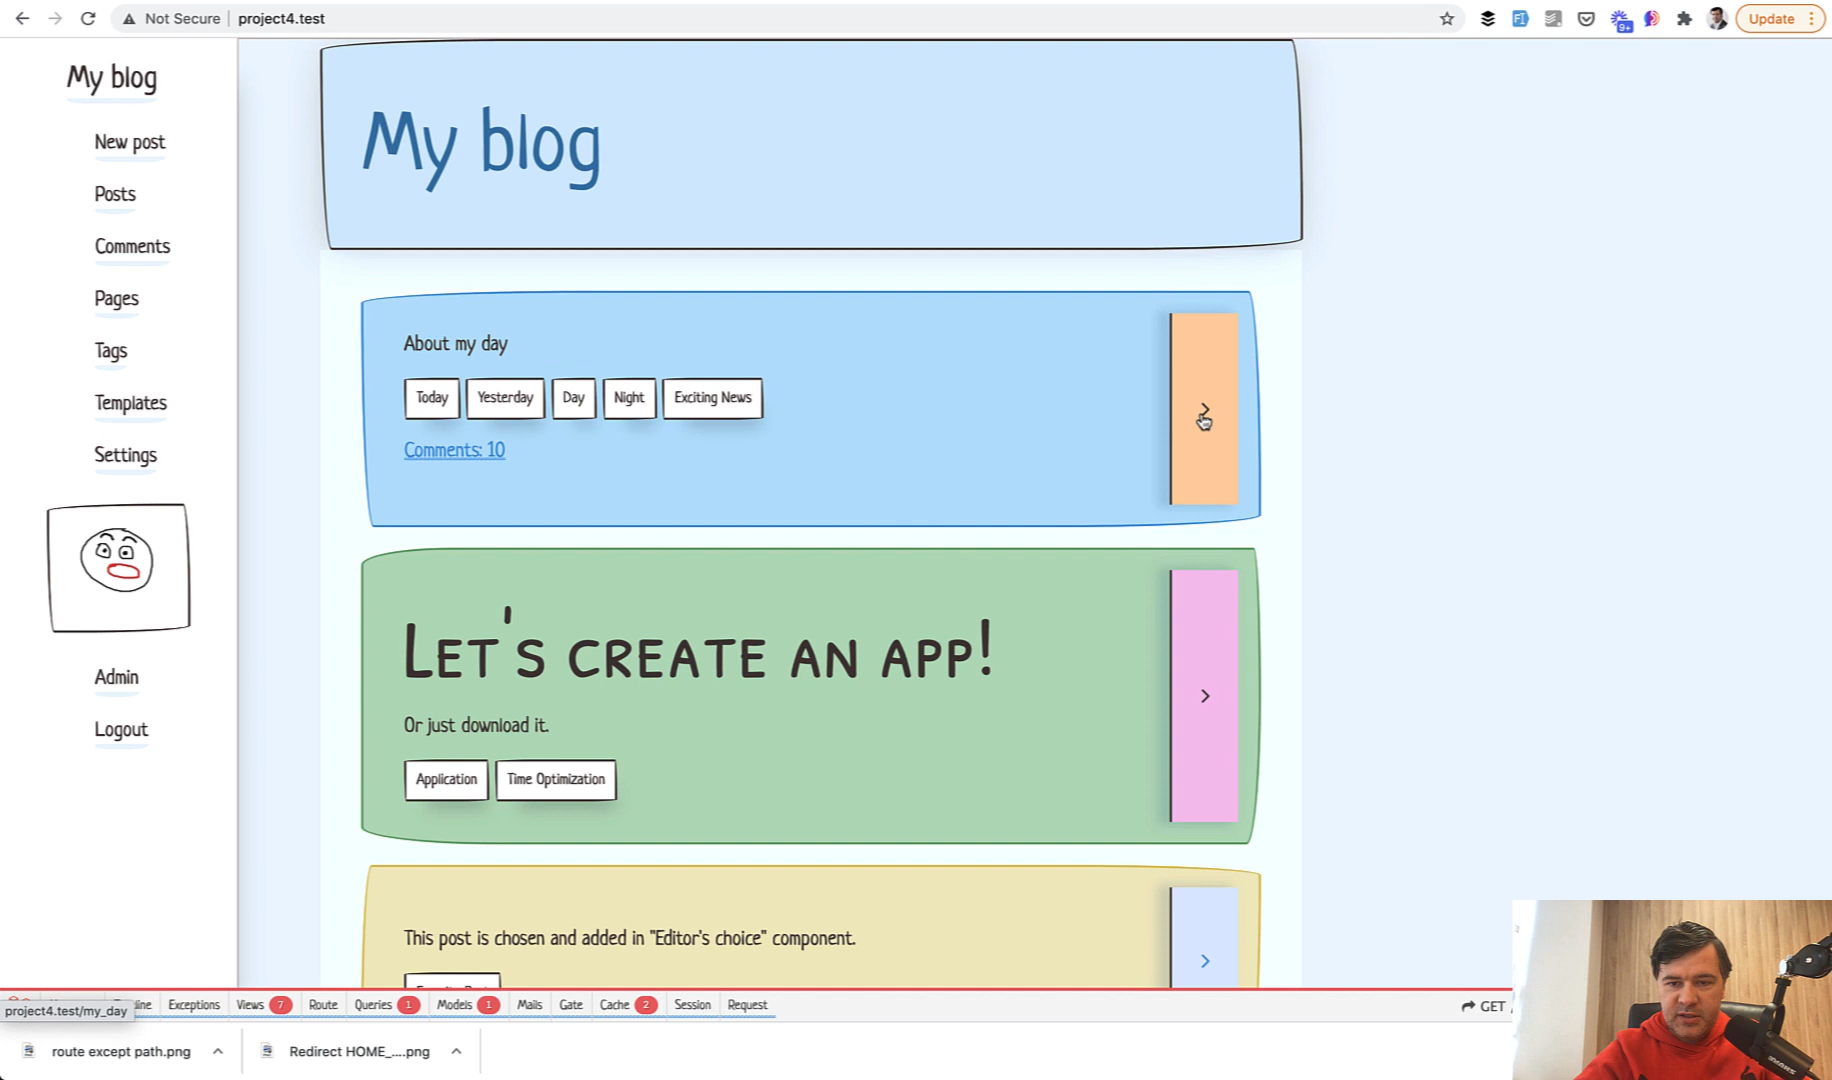 Not Secure
project4.test
9+
Update
My blog
New post
Posts
Comments
Pages
Tags
Templates
Settings
Admin
Logout
My blog
About my day
Today Yesterday Day Night Exciting News
Comments: 10
Let's create an app!
Or just download it.
Application Time Optimization
This post is chosen and added in "Editor's choice" component.
Exceptions Views 7 Route Queries 1 Models 1 Mails Gate Cache 2 Session Request GET
project4.test/my_day
route except path.png
Redirect HOME_....png